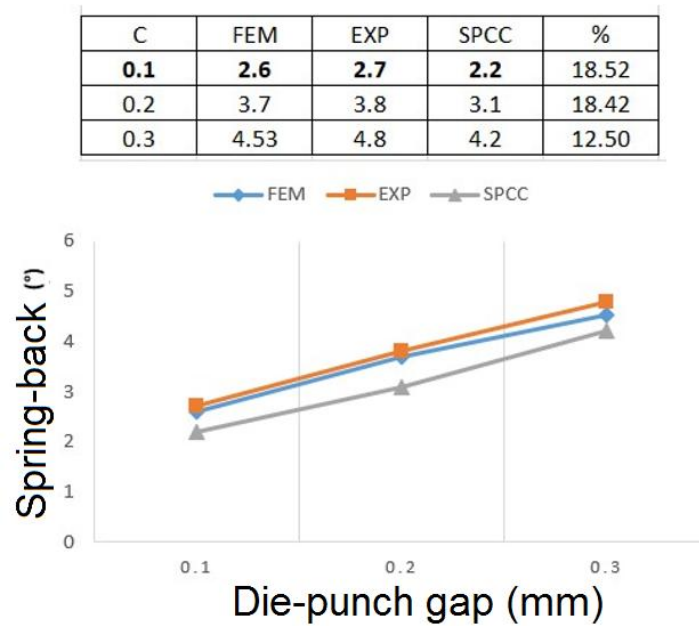 C FEM EXP SPCC %
0.1 2.6 2.7 2.2 18.52
0.2 3.7 3.8 3.1 18.42
0.3 4.53 4.8 4.2 12.50
FEM EXP SPCC
Spring-back (°)
6
5
4
3
2
1
0
0.1 0.2 0.3
Die-punch gap (mm)